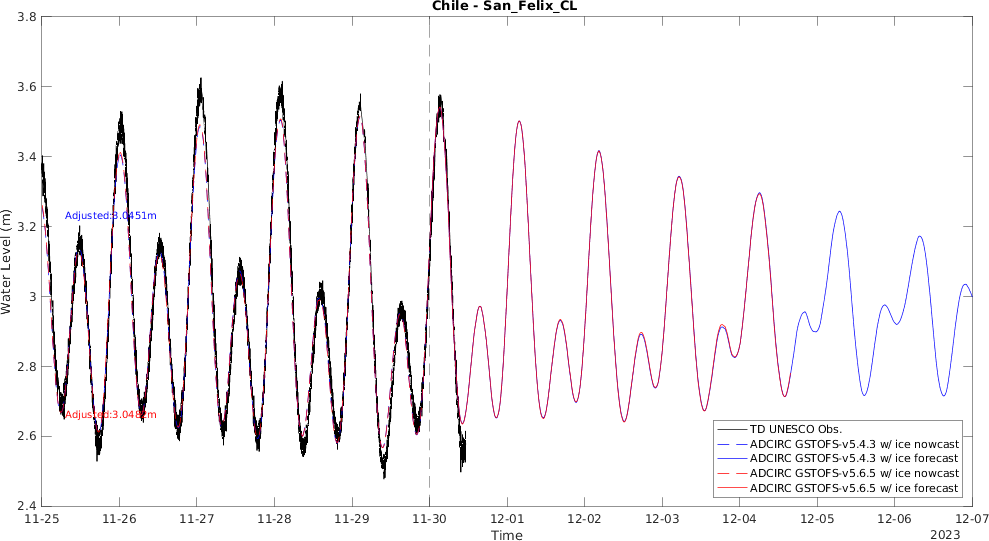 Chile - San_Felix_CL
3.8
3.6
3.4
3.2
3
2.8
2.6
2.4
Water Level (m)
Adjusted:3.0451m
Adjusted:3.0482m
TD UNESCO Obs.
ADCIRC GSTOFS-v5.4.3 w/ ice nowcast
ADCIRC GSTOFS-v5.4.3 w/ ice forecast
ADCIRC GSTOFS-v5.6.5 w/ ice nowcast
ADCIRC GSTOFS-v5.6.5 w/ ice forecast
11-25 11-26 11-27 11-28 11-29 11-30 12-01 12-02 12-03 12-04 12-05 12-06 12-07
Time
2023